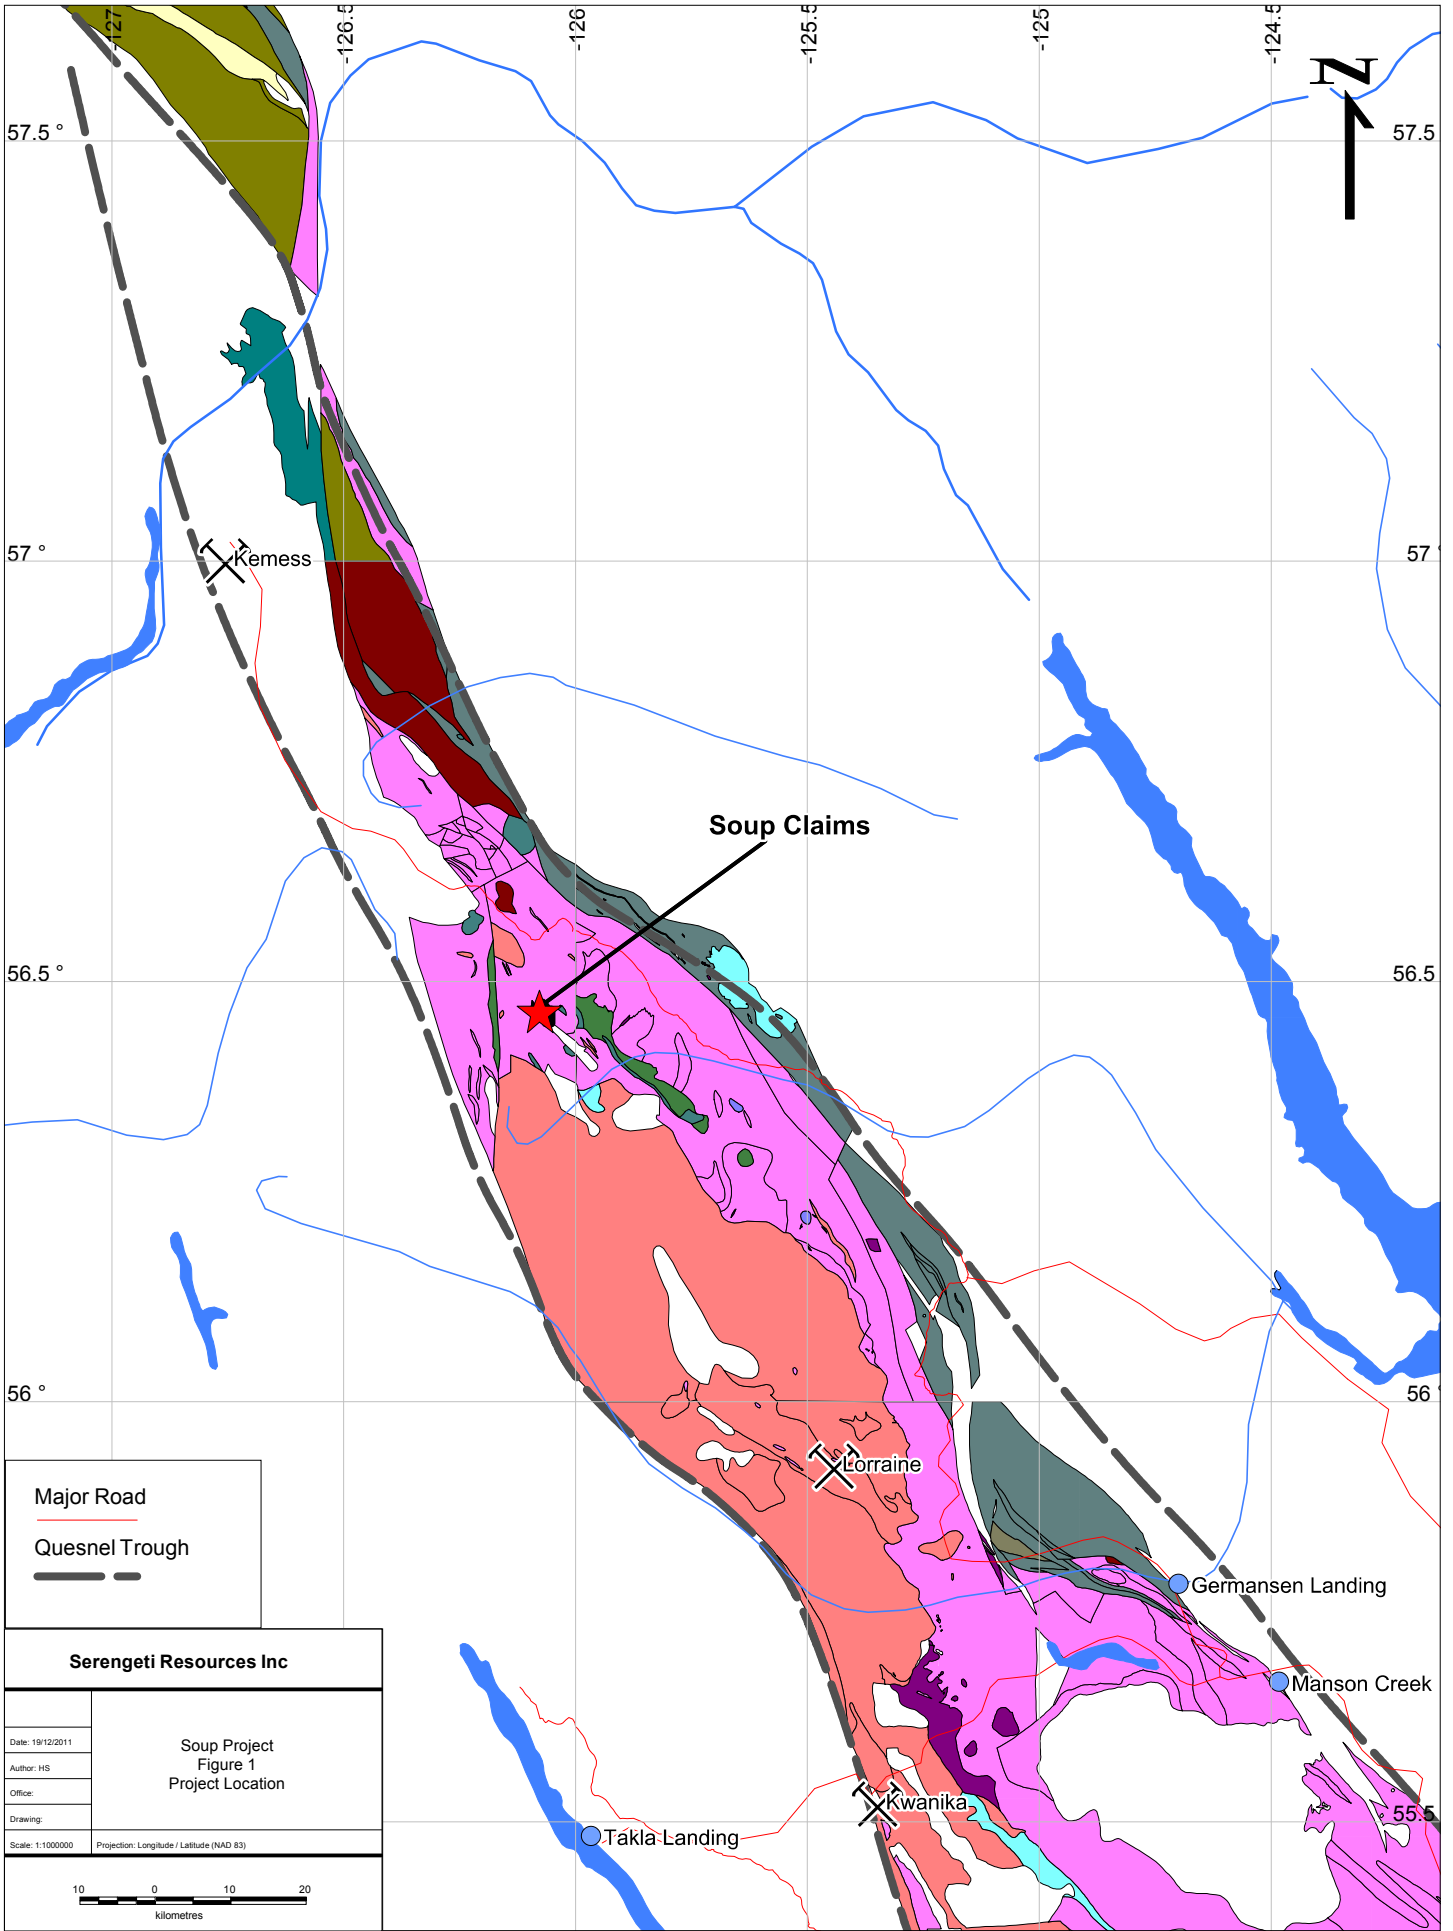 -127
-126.5
-126
-125.5
-125
-124.5
N
57.5 °
57.5
Kemess
57 °
57 °
Soup Claims
56.5 °
56.5
56 °
56 °
Lorraine
Major Road
Quesnel Trough
Germansen Landing
Manson Creek
Kwanika
55.5
Takla Landing
Serengeti Resources Inc
Date: 19/12/2011
Author: HS
Office:
Drawing:
Scale: 1:1000000
Soup Project
Figure 1
Project Location
Projection: Longitude / Latitude (NAD 83)
10 0 10 20
kilometres